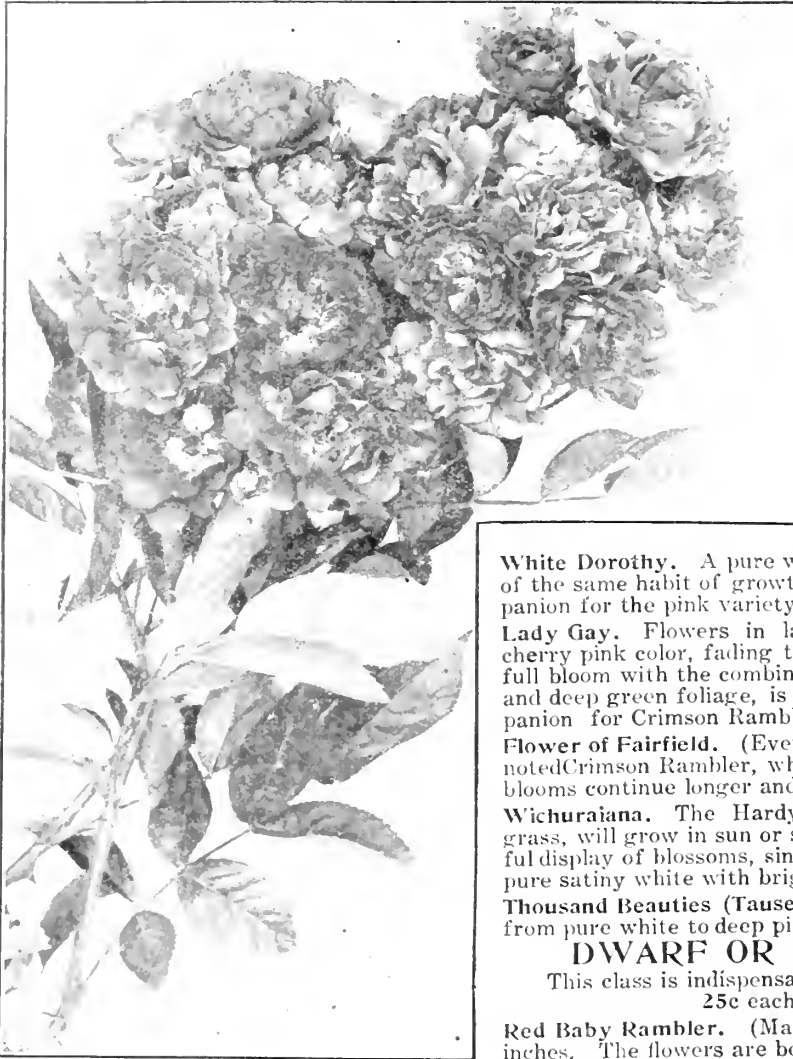 White Dorothy. A pure w
of the same habit of growt
panion for the pink variety
Lady Gay. Flowers in la
cherry pink color, fading t
full bloom with the combin
and deep green foliage, is
panion for Crimson Rambl
Flower of Fairfield. (Eve
notedCrimson Rambler, wh
blooms continue longer and
Wichuraiana. The Hardy
grass, will grow in sun or s
ful display of blossoms, sin
pure satiny white with brig
Thousand Beauties (Tause
from pure white to deep pi
DWARF OR
This class is indispensa
25c each
Red Baby Rambler. (Ma
inches. The flowers are bo